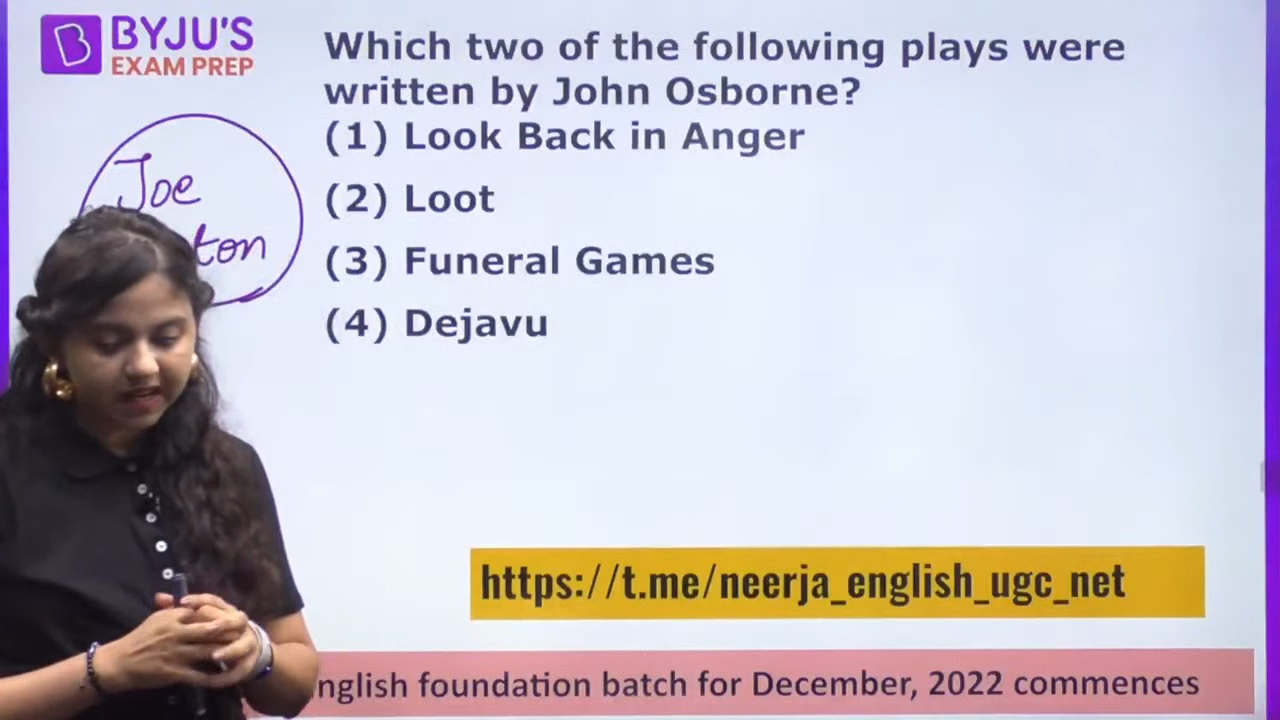 BYJU'S
EXAM PREP
Which two of the following plays were
written by John Osborne?
(1) Look Back in Anger
(2) Loot
(3) Funeral Games
(4) Dejavu
Joe
ton
https://t.me/neerja_english_ugc_net
nglish foundation batch for December, 2022 commences